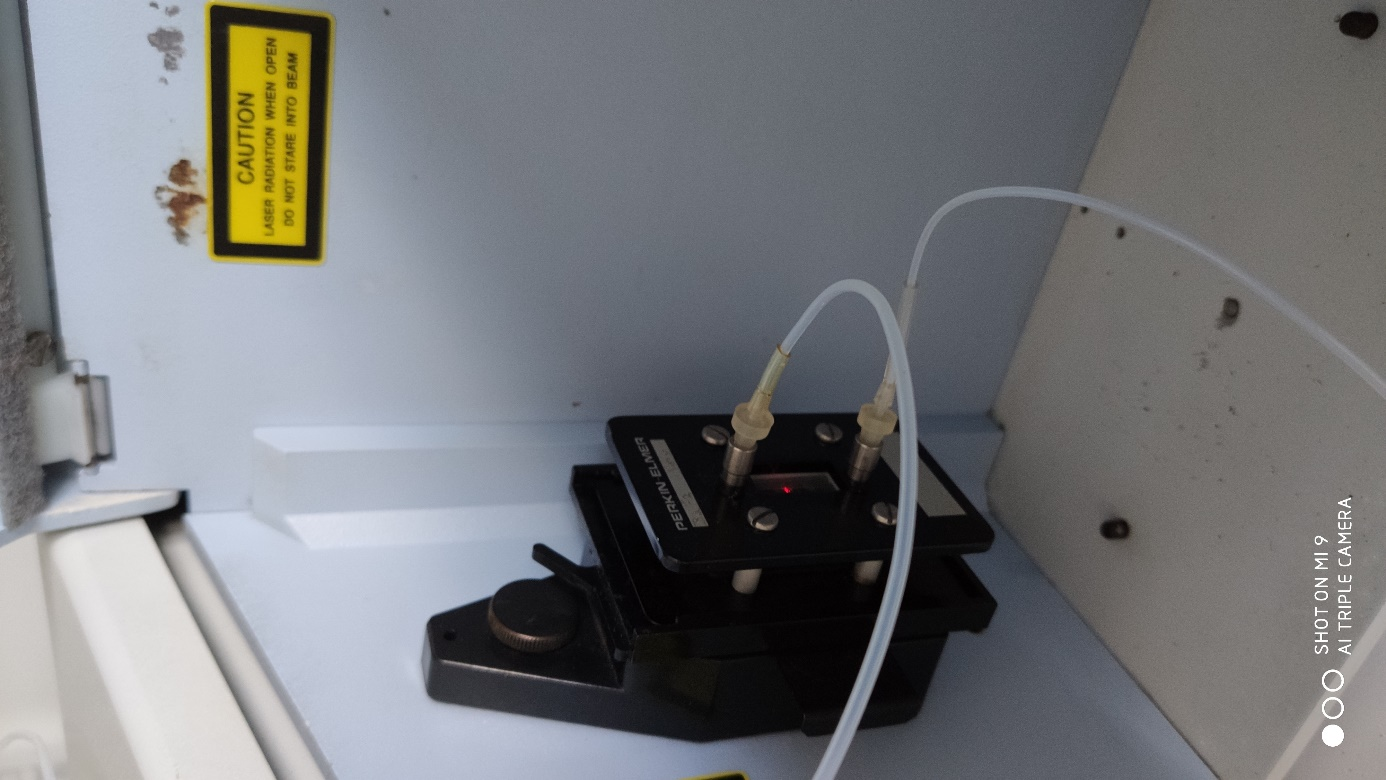 CAUTION
LASER RADIATION WHEN OPEN
DO NOT STARE INTO BEAM
PERKIN-ELMER
SHOT ON MI 9
AI TRIPLE CAMERA